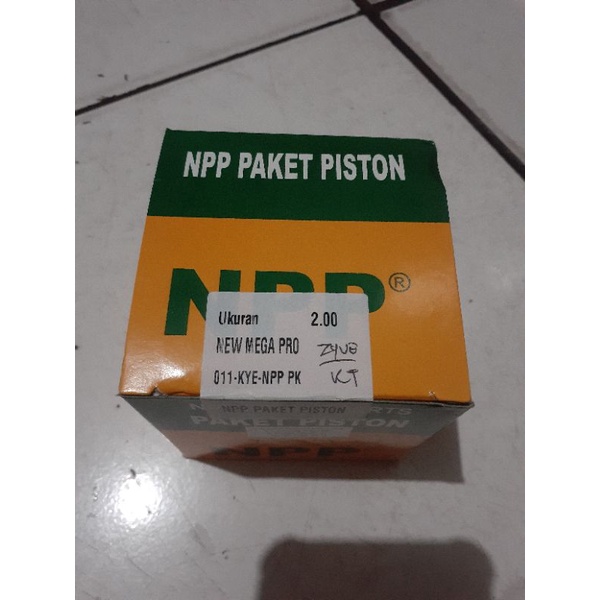 NPP PAKET PISTON
NPP®
Ukuran 2.00
NEW MEGA PRO
011-KYE-NPP PK
NPP PAKET PISTON
PAKET PISTON
NPP